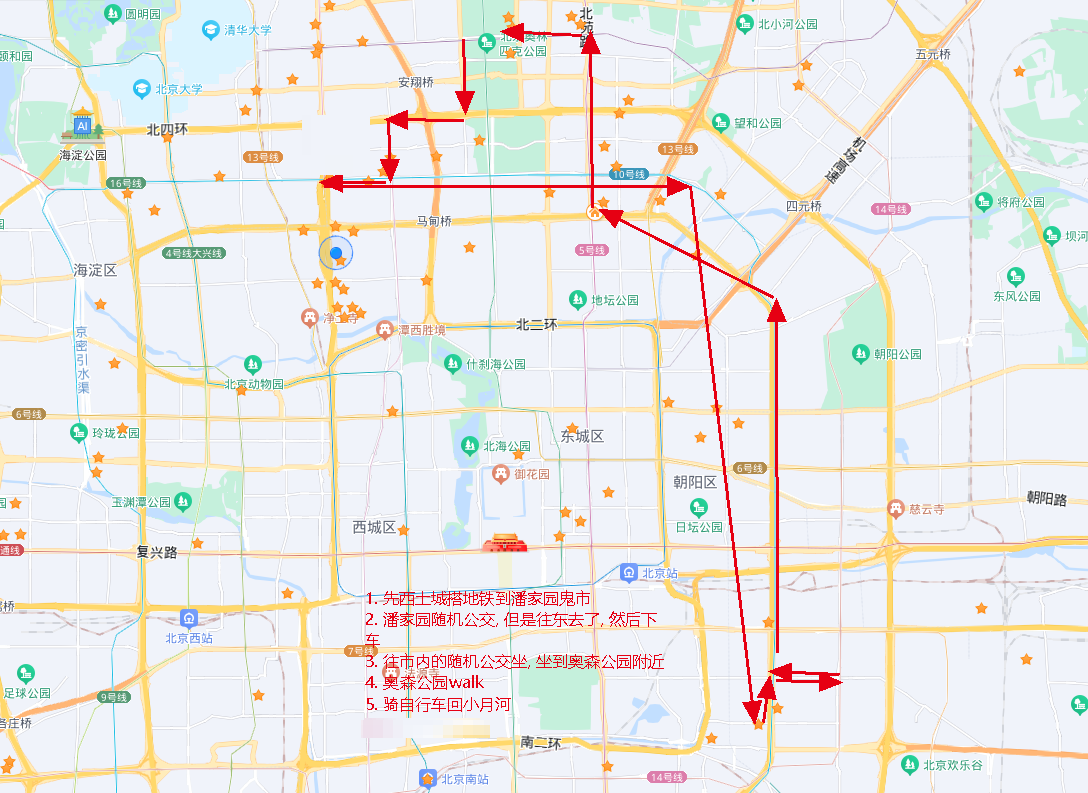 圆明园
清华大学
北苑路
北小河公园
颐和园
北京奥林
匹克公园
五元桥
安翔桥
北京大学
AI
北四环
望和公园
海淀公园
13号线
13号线
机场高速
16号线
10号线
四元桥
14号线
将府公园
马甸桥
坝河
4号线大兴线
5号线
海淀区
东风公园
地坛公园
净土寺
潭西胜境
北二环
京密引水渠
朝阳公园
什刹海公园
北京动物园
6号线
玲珑公园
东城区
北海公园
御花园
6号线
朝阳区
玉渊潭公园
朝阳路
慈云寺
西城区
日坛公园
通线
复兴路
北京站
1. 先西土城搭地铁到潘家园鬼市
2. 潘家园随机公交, 但是往东去了, 然后下
车
北京西站
7号线
3. 往市内的随机公交坐, 坐到奥森公园附近
4. 奥森公园walk
足球公园
9号线
5. 骑自行车回小月河
各庄桥
南二环
北京欢乐谷
北京南站
14号线